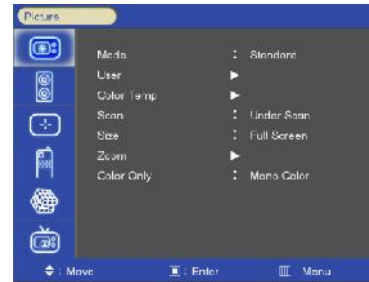 Picture
Mode : Standard
User ▶
Color Temp ▶
Scan : Under Scan
Size : Full Screen
Zoom ▶
Color Only : Mono Color
: Move : Enter Menu